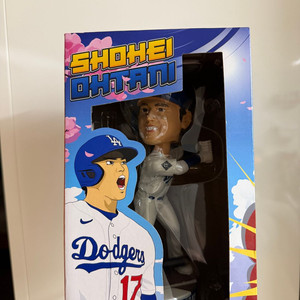 SHOHEI
OHTANI
LA
Dodgers
17